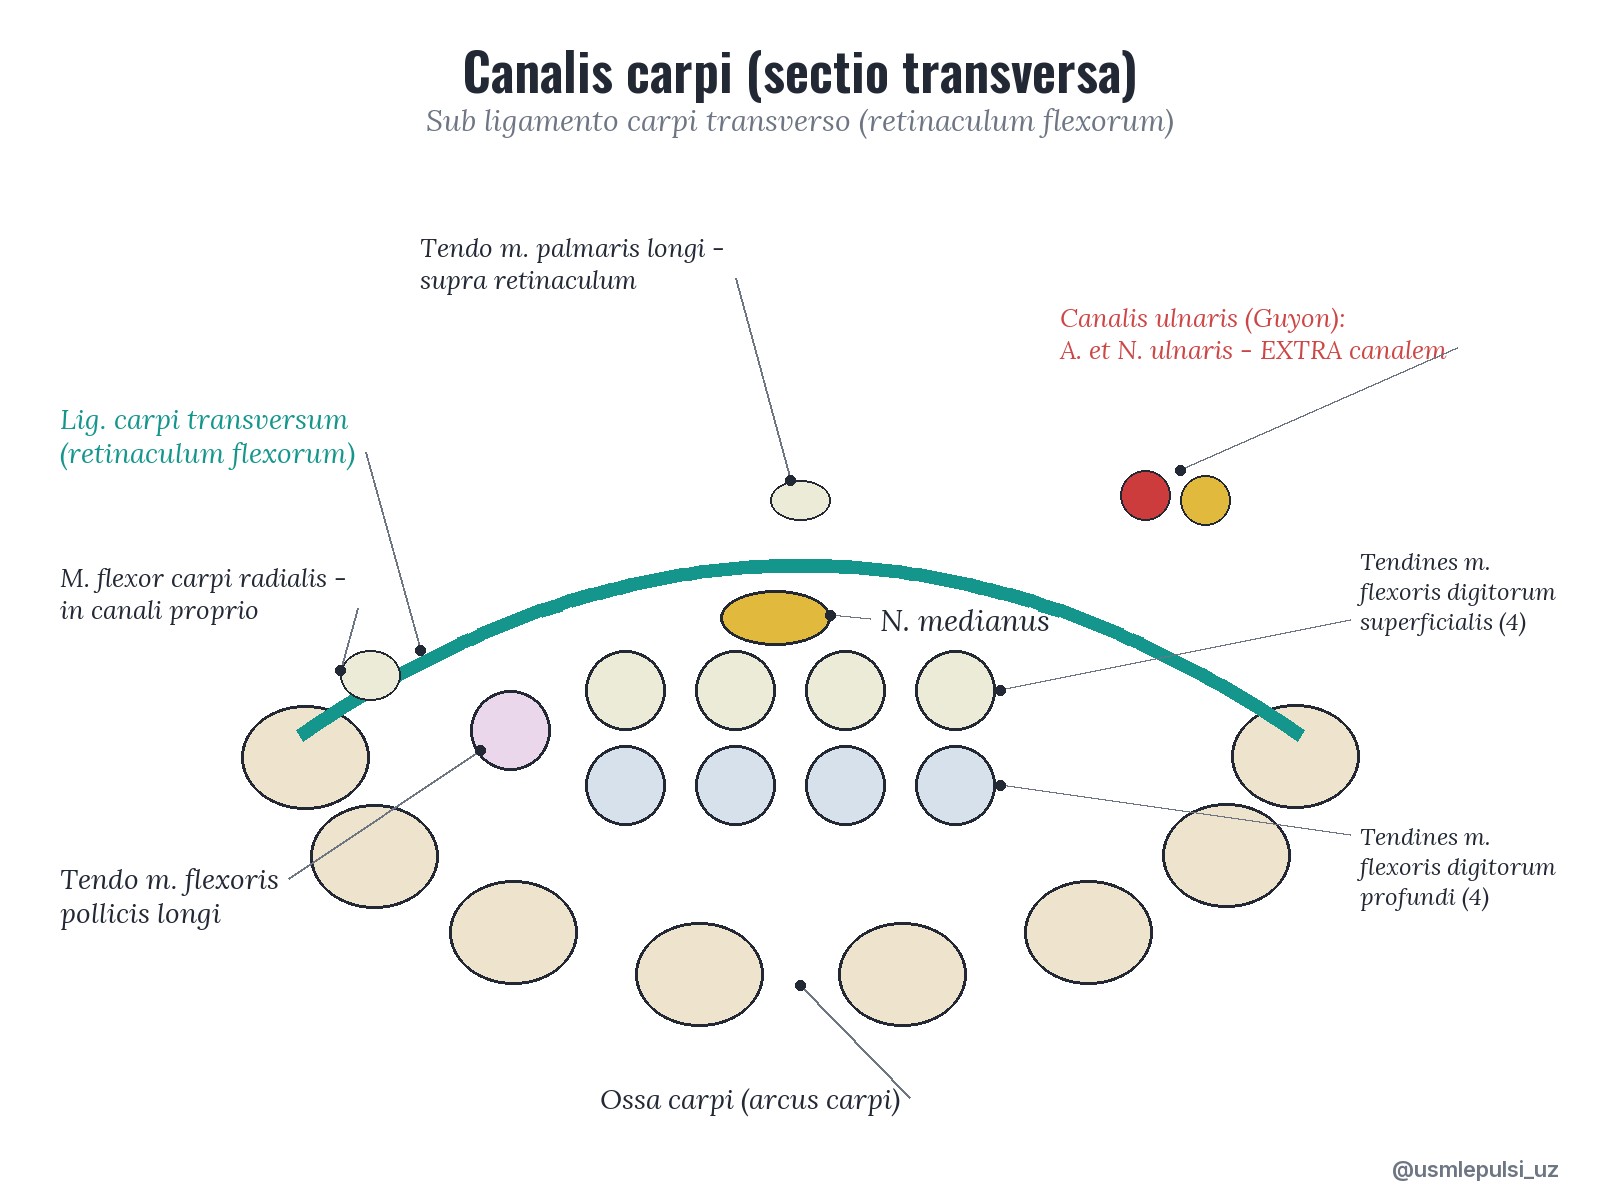 Canalis carpi (sectio transversa)
Sub ligamento carpi transverso (retinaculum flexorum)
Tendo m. palmaris longi -
supra retinaculum
Canalis ulnaris (Guyon):
A. et N. ulnaris - EXTRA canalem
Lig. carpi transversum
(retinaculum flexorum)
M. flexor carpi radialis -
in canali proprio
Tendines m.
flexoris digitorum
superficialis (4)
N. medianus
Tendo m. flexoris
pollicis longi
Tendines m.
flexoris digitorum
profundi (4)
Ossa carpi (arcus carpi)
@usmlepulsi_uz